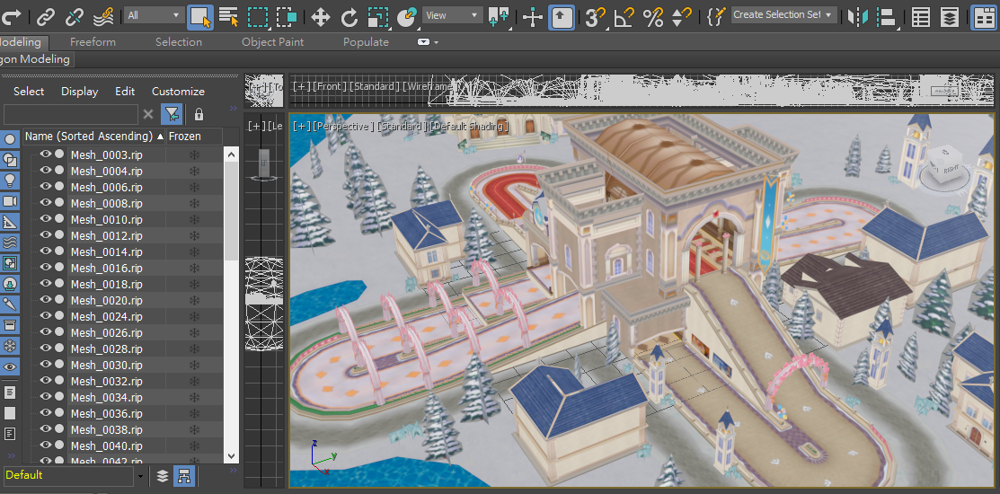 All
View
Create Selection Set
Modeling
Freeform
Selection
Object Paint
Populate
gon Modeling
Select
Display
Edit
Customize
[+] [To
[+] [Front ] [Standard ] [Wireframe
Name (Sorted Ascending)
Frozen
[+] [Le
[+] [Perspective ] [Standard ] [Default Shading ]
Mesh_0003.rip
Mesh_0004.rip
Mesh_0006.rip
Mesh_0008.rip
Mesh_0010.rip
Mesh_0012.rip
Mesh_0014.rip
Mesh_0016.rip
Mesh_0018.rip
Mesh_0020.rip
Mesh_0024.rip
Mesh_0026.rip
Mesh_0028.rip
Mesh_0030.rip
Mesh_0032.rip
Mesh_0034.rip
Mesh_0036.rip
Mesh_0038.rip
Mesh_0040.rip
Mesh_0042.rip
RIGHT
z
y
x
Default